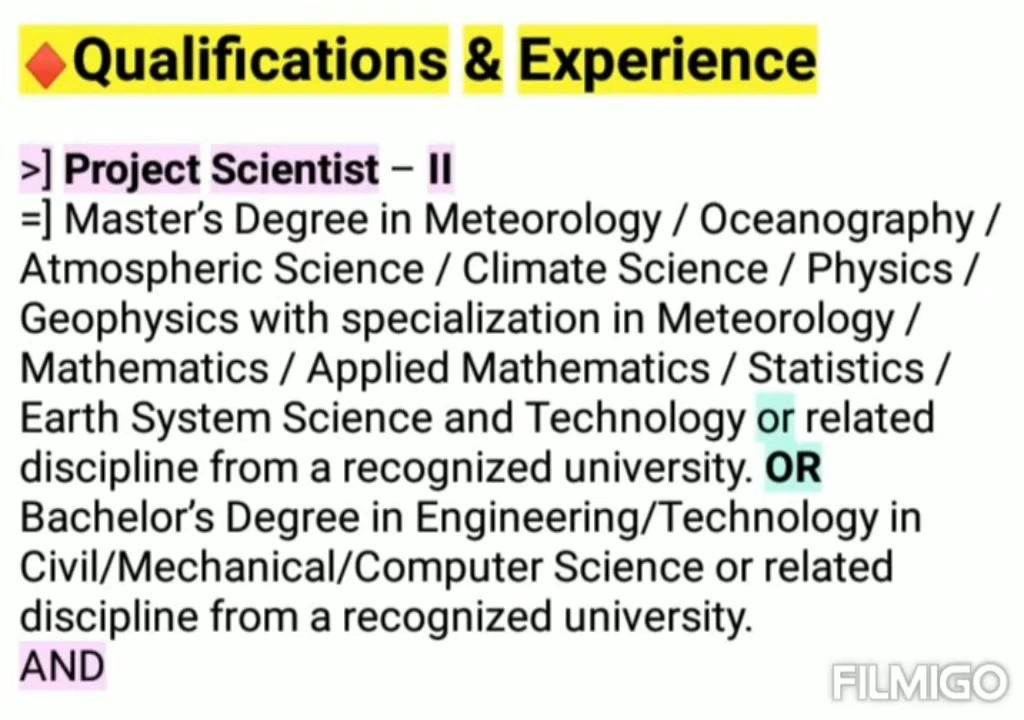 ♦Qualifications & Experience
>] Project Scientist – II
=] Master’s Degree in Meteorology / Oceanography /
Atmospheric Science / Climate Science / Physics /
Geophysics with specialization in Meteorology /
Mathematics / Applied Mathematics / Statistics /
Earth System Science and Technology or related
discipline from a recognized university. OR
Bachelor’s Degree in Engineering/Technology in
Civil/Mechanical/Computer Science or related
discipline from a recognized university.
AND
FILMIGO